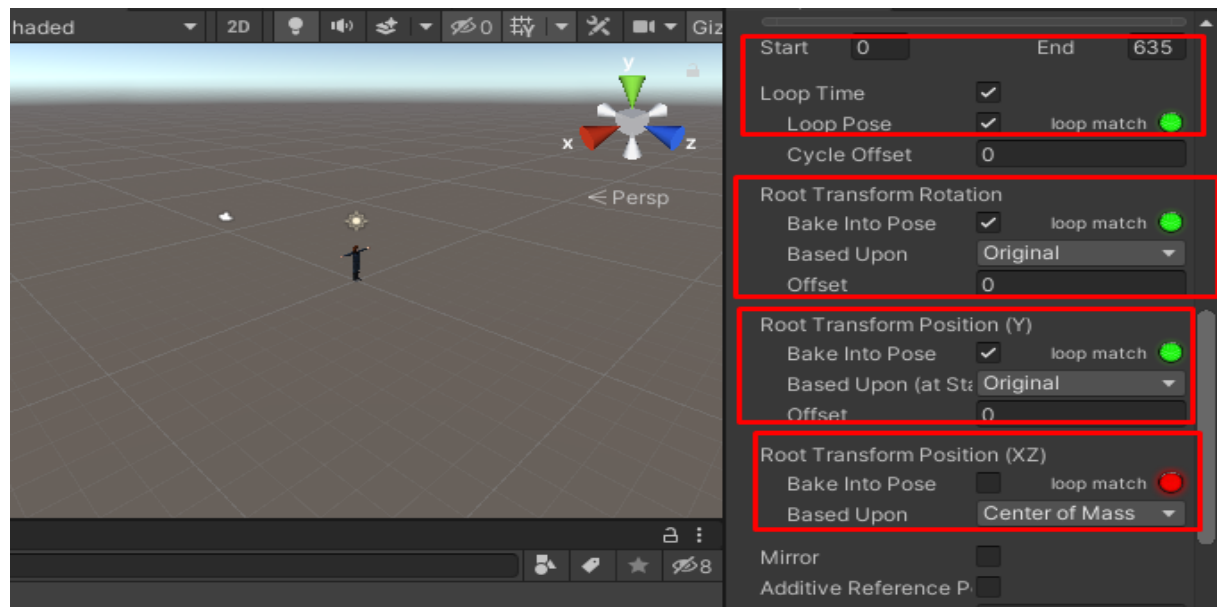 haded 2D 0 Giz
y
x z
Persp
8
Start 0 End 635
Loop Time
Loop Pose loop match
Cycle Offset 0
Root Transform Rotation
Bake Into Pose loop match
Based Upon Original
Offset 0
Root Transform Position (Y)
Bake Into Pose loop match
Based Upon (at Sta Original
Offset 0
Root Transform Position (XZ)
Bake Into Pose loop match
Based Upon Center of Mass
Mirror
Additive Reference P